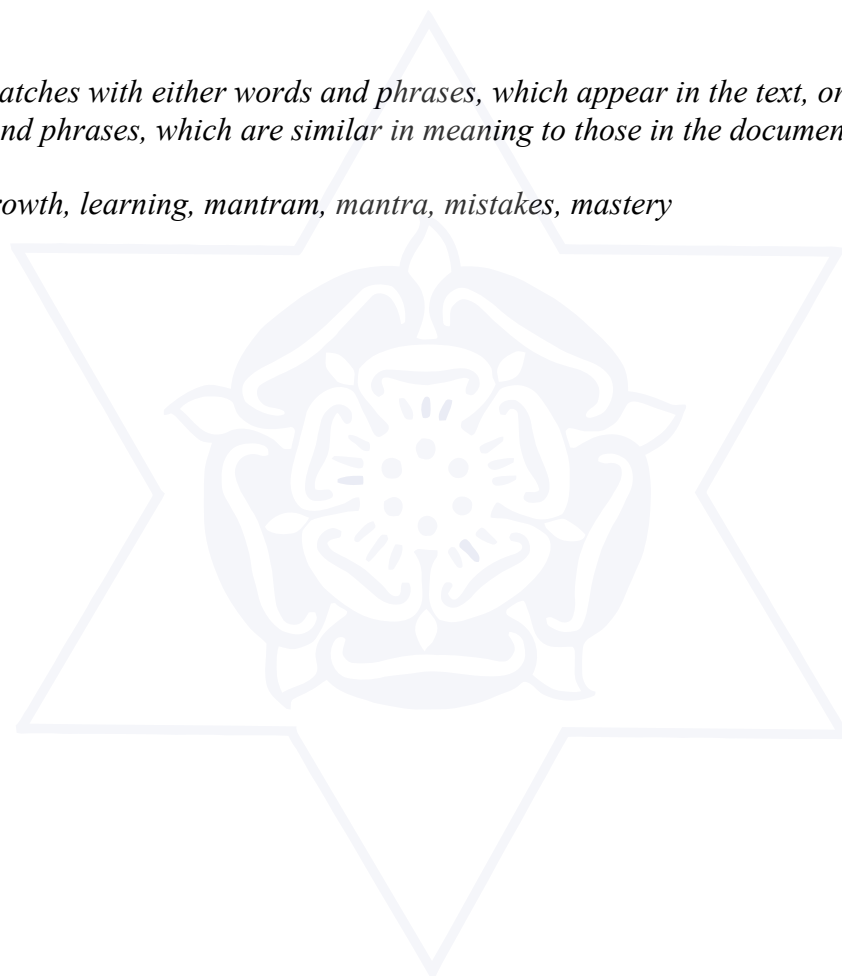 atches with either words and phrases, which appear in the text, or
nd phrases, which are similar in meaning to those in the documen
rowth, learning, mantram, mantra, mistakes, mastery